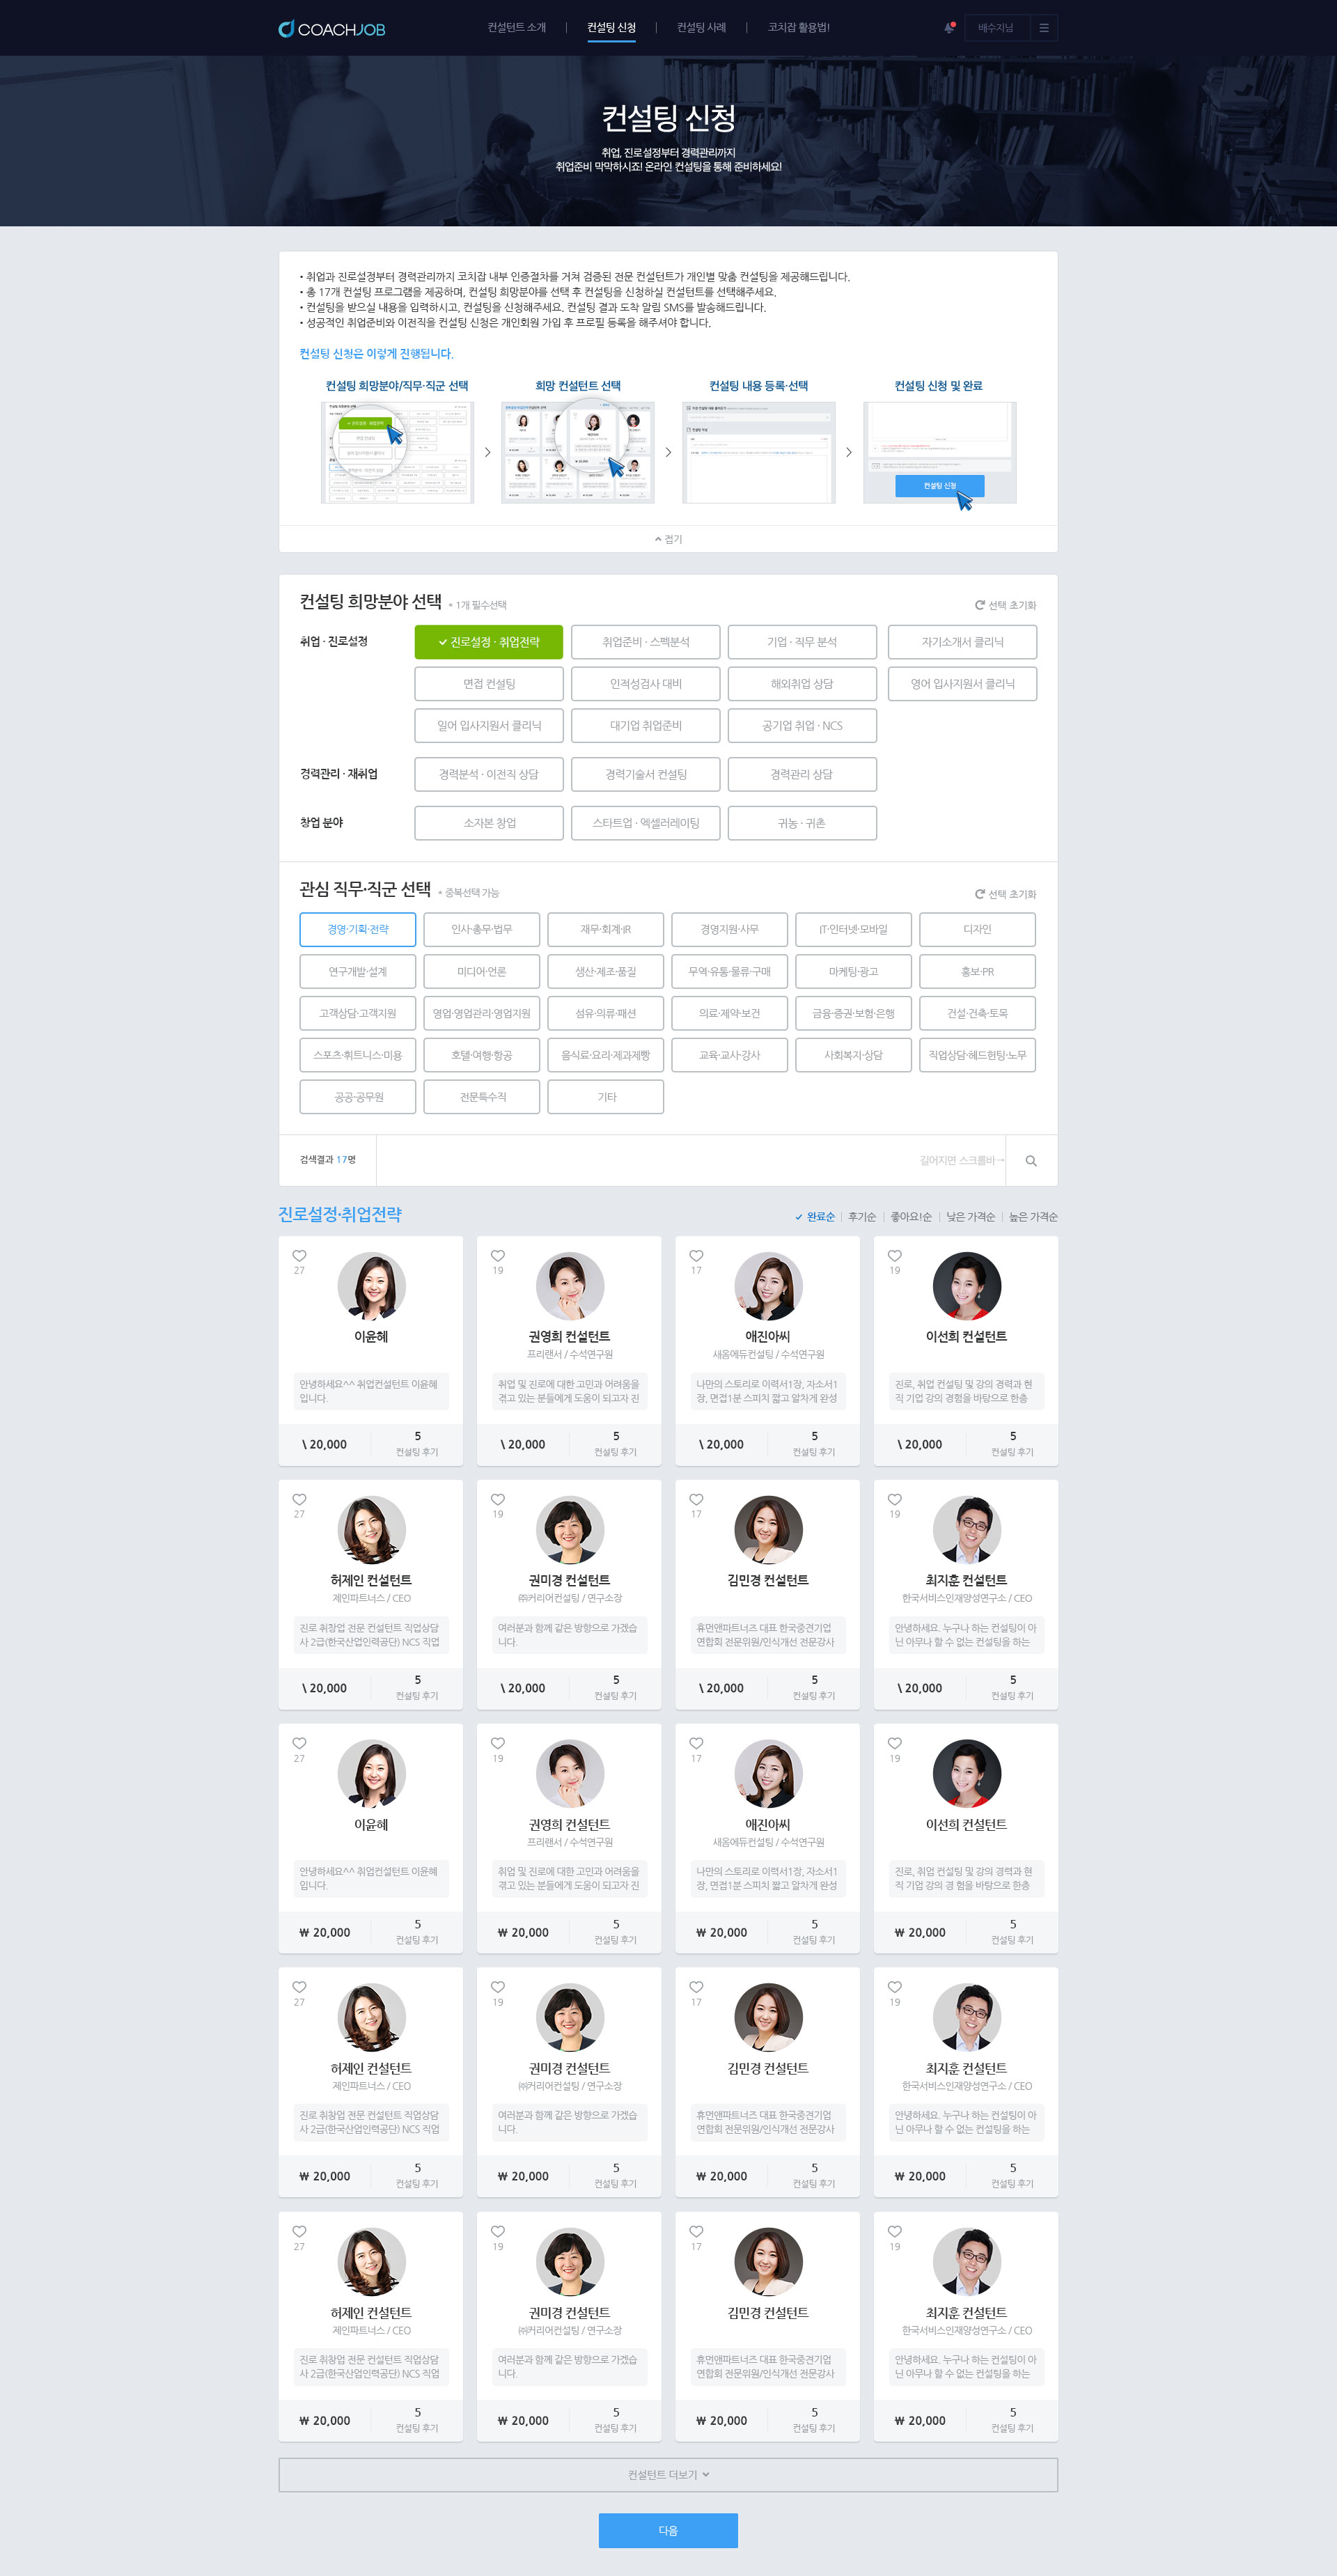 COACHJOB
컨설턴트 소개
컨설팅 신청
컨설팅 사례
코치잡 활용법!
배수지님
컨설팅 신청
취업, 진로설정부터 경력관리까지
취업준비 막막하시죠! 온라인 컨설팅을 통해 준비하세요!
• 취업과 진로설정부터 경력관리까지 코치잡 내부 인증절차를 거쳐 검증된 전문 컨설턴트가 개인별 맞춤 컨설팅을 제공해드립니다.
• 총 17개 컨설팅 프로그램을 제공하며, 컨설팅 희망분야를 선택 후 컨설팅을 신청하실 컨설턴트를 선택해주세요.
• 컨설팅을 받으실 내용을 입력하시고, 컨설팅을 신청해주세요. 컨설팅 결과 도착 알림 SMS를 발송해드립니다.
• 성공적인 취업준비와 이전직을 컨설팅 신청은 개인회원 가입 후 프로필 등록을 해주셔야 합니다.
컨설팅 신청은 이렇게 진행됩니다.
컨설팅 희망분야/직무·직군 선택
희망 컨설턴트 선택
컨설팅 내용 등록·선택
컨설팅 신청 및 완료
컨설팅 신청
접기
컨설팅 희망분야 선택 * 1개 필수선택
선택 초기화
취업 · 진로설정
진로설정 · 취업전략
취업준비 · 스펙분석
기업 · 직무 분석
자기소개서 클리닉
면접 컨설팅
인적성검사 대비
해외취업 상담
영어 입사지원서 클리닉
일어 입사지원서 클리닉
대기업 취업준비
공기업 취업 · NCS
경력관리 · 재취업
경력분석 · 이전직 상담
경력기술서 컨설팅
경력관리 상담
창업 분야
소자본 창업
스타트업 · 엑셀러레이팅
귀농 · 귀촌
관심 직무·직군 선택 * 중복선택 가능
선택 초기화
경영·기획·전략
인사·총무·법무
재무·회계·IR
경영지원·사무
IT·인터넷·모바일
디자인
연구개발·설계
미디어·언론
생산·제조·품질
무역·유통·물류·구매
마케팅·광고
홍보·PR
고객상담·고객지원
영업·영업관리·영업지원
섬유·의류·패션
의료·제약·보건
금융·증권·보험·은행
건설·건축·토목
스포츠·휘트니스·미용
호텔·여행·항공
음식료·요리·제과제빵
교육·교사·강사
사회복지·상담
직업상담·헤드헌팅·노무
공공·공무원
전문특수직
기타
검색결과 17명
길어지면 스크롤바→
진로설정·취업전략
완료순
후기순
좋아요!순
낮은 가격순
높은 가격순
27
19
17
19
이윤혜
권영희 컨설턴트
애진아씨
이선희 컨설턴트
프리랜서 / 수석연구원
새움에듀컨설팅 / 수석연구원
안녕하세요^^ 취업컨설턴트 이윤혜
입니다.
취업 및 진로에 대한 고민과 어려움을
겪고 있는 분들에게 도움이 되고자 진
나만의 스토리로 이력서1장, 자소서1
장, 면접1분 스피치 짧고 알차게 완성
진로, 취업 컨설팅 및 강의 경력과 현
직 기업 강의 경험을 바탕으로 한층
\ 20,000
5
컨설팅 후기
\ 20,000
5
컨설팅 후기
\ 20,000
5
컨설팅 후기
\ 20,000
5
컨설팅 후기
27
19
17
19
허제인 컨설턴트
권미경 컨설턴트
김민경 컨설턴트
최지훈 컨설턴트
제인파트너스 / CEO
㈜커리어컨설팅 / 연구소장
한국서비스인재양성연구소 / CEO
진로 취창업 전문 컨설턴트 직업상담
사 2급(한국산업인력공단) NCS 직업
여러분과 함께 같은 방향으로 가겠습
니다.
휴먼앤파트너즈 대표 한국중견기업
연합회 전문위원/인식개선 전문강사
안녕하세요. 누구나 하는 컨설팅이 아
닌 아무나 할 수 없는 컨설팅을 하는
\ 20,000
5
컨설팅 후기
\ 20,000
5
컨설팅 후기
\ 20,000
5
컨설팅 후기
\ 20,000
5
컨설팅 후기
27
19
17
19
이윤혜
권영희 컨설턴트
애진아씨
이선희 컨설턴트
프리랜서 / 수석연구원
새움에듀컨설팅 / 수석연구원
안녕하세요^^ 취업컨설턴트 이윤혜
입니다.
취업 및 진로에 대한 고민과 어려움을
겪고 있는 분들에게 도움이 되고자 진
나만의 스토리로 이력서1장, 자소서1
장, 면접1분 스피치 짧고 알차게 완성
진로, 취업 컨설팅 및 강의 경력과 현
직 기업 강의 경 험을 바탕으로 한층
₩ 20,000
5
컨설팅 후기
₩ 20,000
5
컨설팅 후기
₩ 20,000
5
컨설팅 후기
₩ 20,000
5
컨설팅 후기
27
19
17
19
허제인 컨설턴트
권미경 컨설턴트
김민경 컨설턴트
최지훈 컨설턴트
제인파트너스 / CEO
㈜커리어컨설팅 / 연구소장
한국서비스인재양성연구소 / CEO
진로 취창업 전문 컨설턴트 직업상담
사 2급(한국산업인력공단) NCS 직업
여러분과 함께 같은 방향으로 가겠습
니다.
휴먼앤파트너즈 대표 한국중견기업
연합회 전문위원/인식개선 전문강사
안녕하세요. 누구나 하는 컨설팅이 아
닌 아무나 할 수 없는 컨설팅을 하는
₩ 20,000
5
컨설팅 후기
₩ 20,000
5
컨설팅 후기
₩ 20,000
5
컨설팅 후기
₩ 20,000
5
컨설팅 후기
27
19
17
19
허제인 컨설턴트
권미경 컨설턴트
김민경 컨설턴트
최지훈 컨설턴트
제인파트너스 / CEO
㈜커리어컨설팅 / 연구소장
한국서비스인재양성연구소 / CEO
진로 취창업 전문 컨설턴트 직업상담
사 2급(한국산업인력공단) NCS 직업
여러분과 함께 같은 방향으로 가겠습
니다.
휴먼앤파트너즈 대표 한국중견기업
연합회 전문위원/인식개선 전문강사
안녕하세요. 누구나 하는 컨설팅이 아
닌 아무나 할 수 없는 컨설팅을 하는
₩ 20,000
5
컨설팅 후기
₩ 20,000
5
컨설팅 후기
₩ 20,000
5
컨설팅 후기
₩ 20,000
5
컨설팅 후기
컨설턴트 더보기
다음